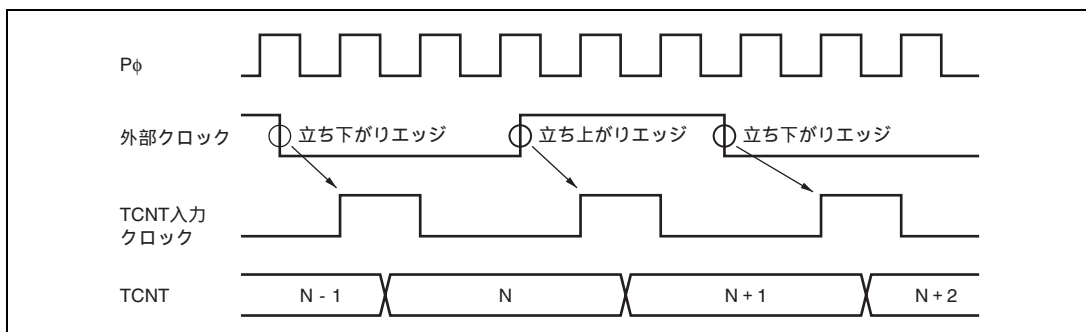 Pφ
外部クロック
立ち下がりエッジ 立ち上がりエッジ 立ち下がりエッジ
TCNT入力
クロック
TCNT N - 1 N N + 1 N + 2